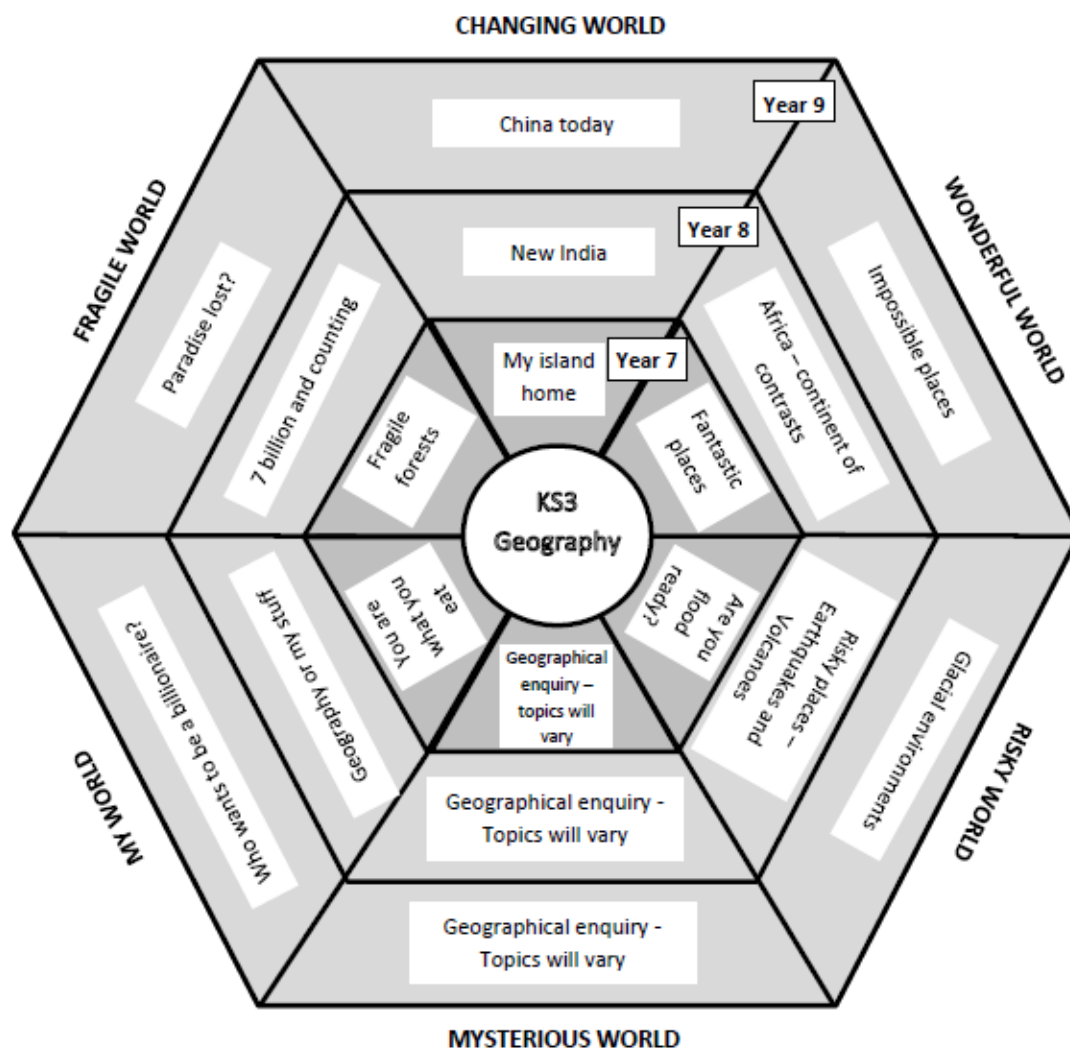 CHANGING WORLD
Year 9
China today
Year 8
New India
Year 7
My island
home
KS3
Geography
WONDERFUL WORLD
Impossible places
Africa – continent of
contrasts
Fantastic
places
RISKY WORLD
Glacial environments
Risky places –
Earthquakes and
Volcanoes
Are you
flood
ready?
MYSTERIOUS WORLD
Geographical enquiry –
topics will
vary
Geographical enquiry -
Topics will vary
Geographical enquiry -
Topics will vary
MY WORLD
Who wants to be a billionaire?
Geography or my stuff
You are
what you
eat
FRAGILE WORLD
Paradise lost?
7 billion and counting
Fragile
forests